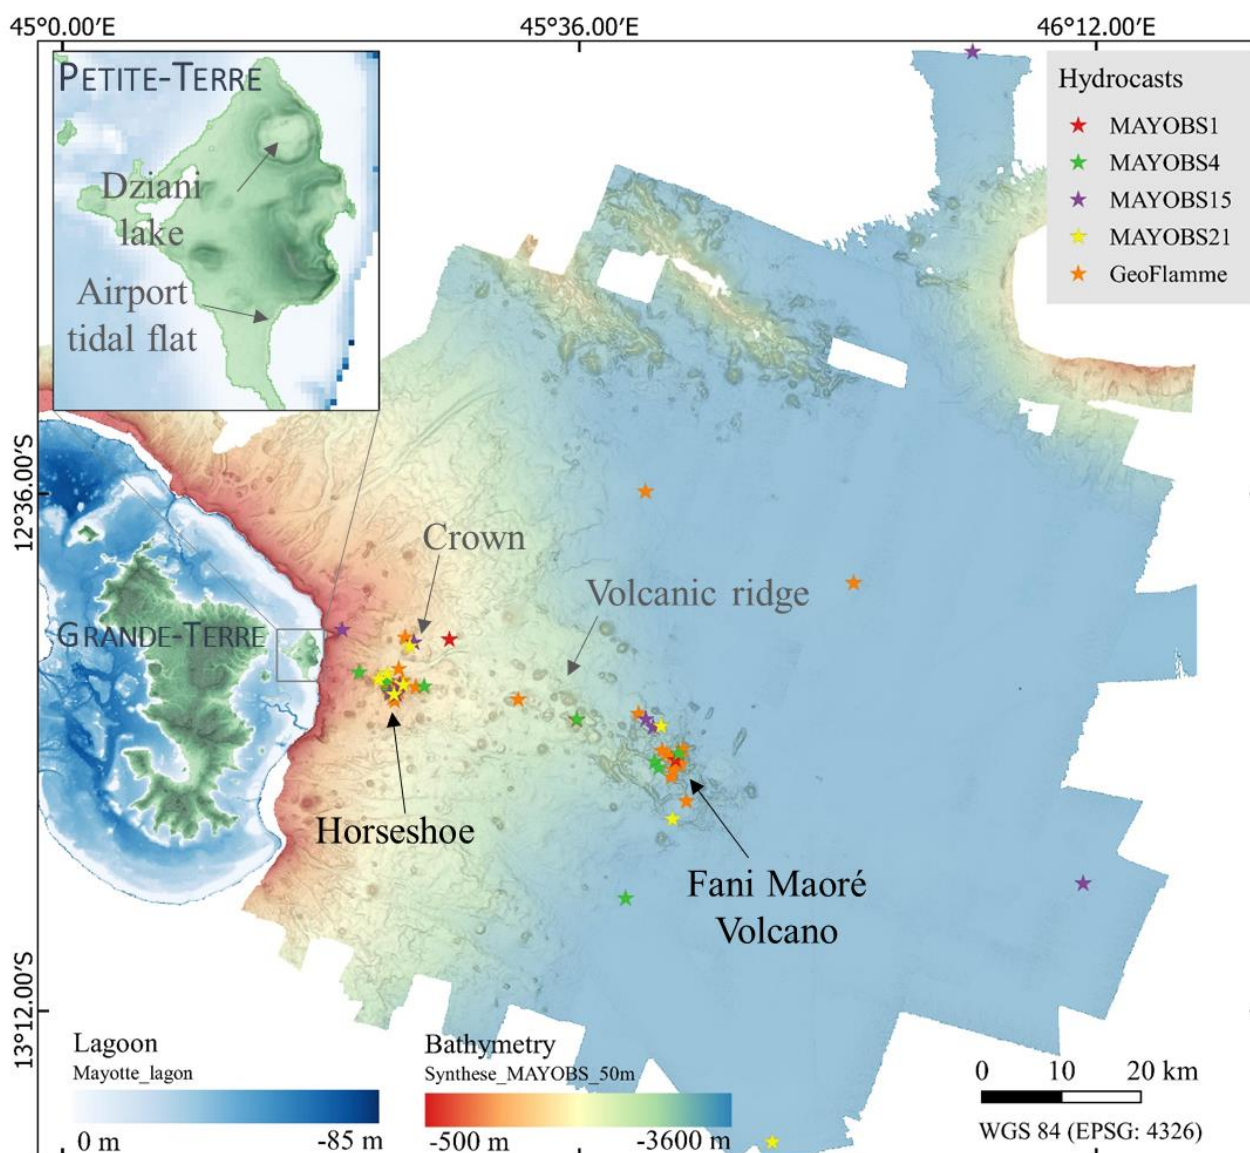 45°0.00′E 45°36.00′E 46°12.00′E
PETITE-TERRE
Dziani
lake
Airport
tidal flat
Hydrocasts
MAYOBS1
MAYOBS4
MAYOBS15
MAYOBS21
GeoFlamme
12°36.00′S
Crown
Volcanic ridge
GRANDE-TERRE
Horseshoe
Fani Maoré
Volcano
13°12.00′S
Lagoon
Mayotte_lagon
0 m -85 m
Bathymetry
Synthese_MAYOBS_50m
-500 m -3600 m
0 10 20 km
WGS 84 (EPSG: 4326)